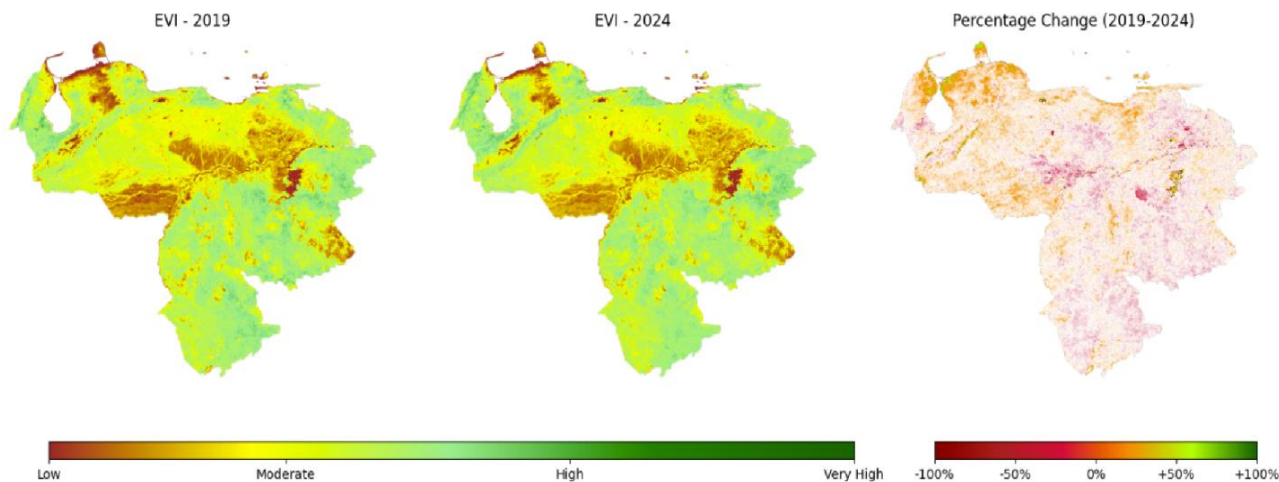 EVI - 2019
EVI - 2024
Percentage Change (2019-2024)
Low
Moderate
High
Very High
-100%
-50%
0%
+50%
+100%